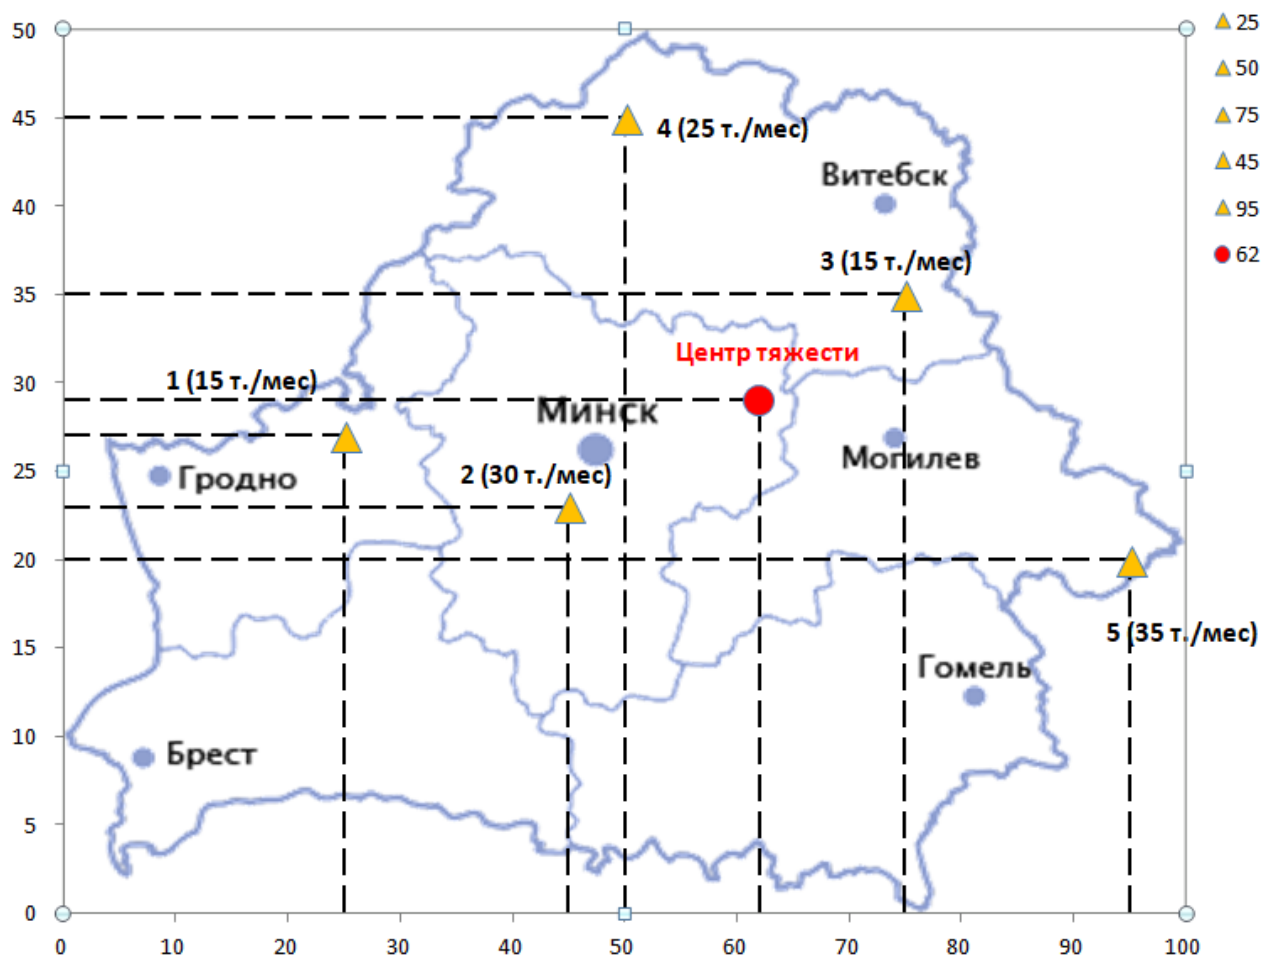 50
25
50
45
4 (25 т./мес)
75
45
Витебск
40
95
3 (15 т./мес)
62
35
Центр тяжести
1 (15 т./мес)
30
Минск
Могилев
25
Гродно
2 (30 т./мес)
20
5 (35 т./мес)
15
Гомель
10
Брест
5
0
0 10 20 30 40 50 60 70 80 90 100